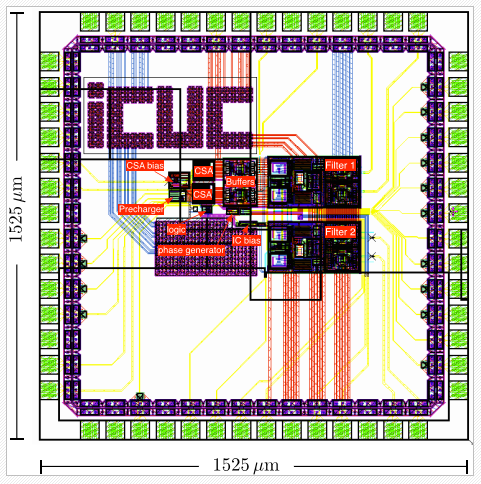 icuc
CSA bias
CSA
Filter 1
Buffers
CSA
Precharger
logic
IC bias
Filter 2
phase generator
1525 μm
1525 μm